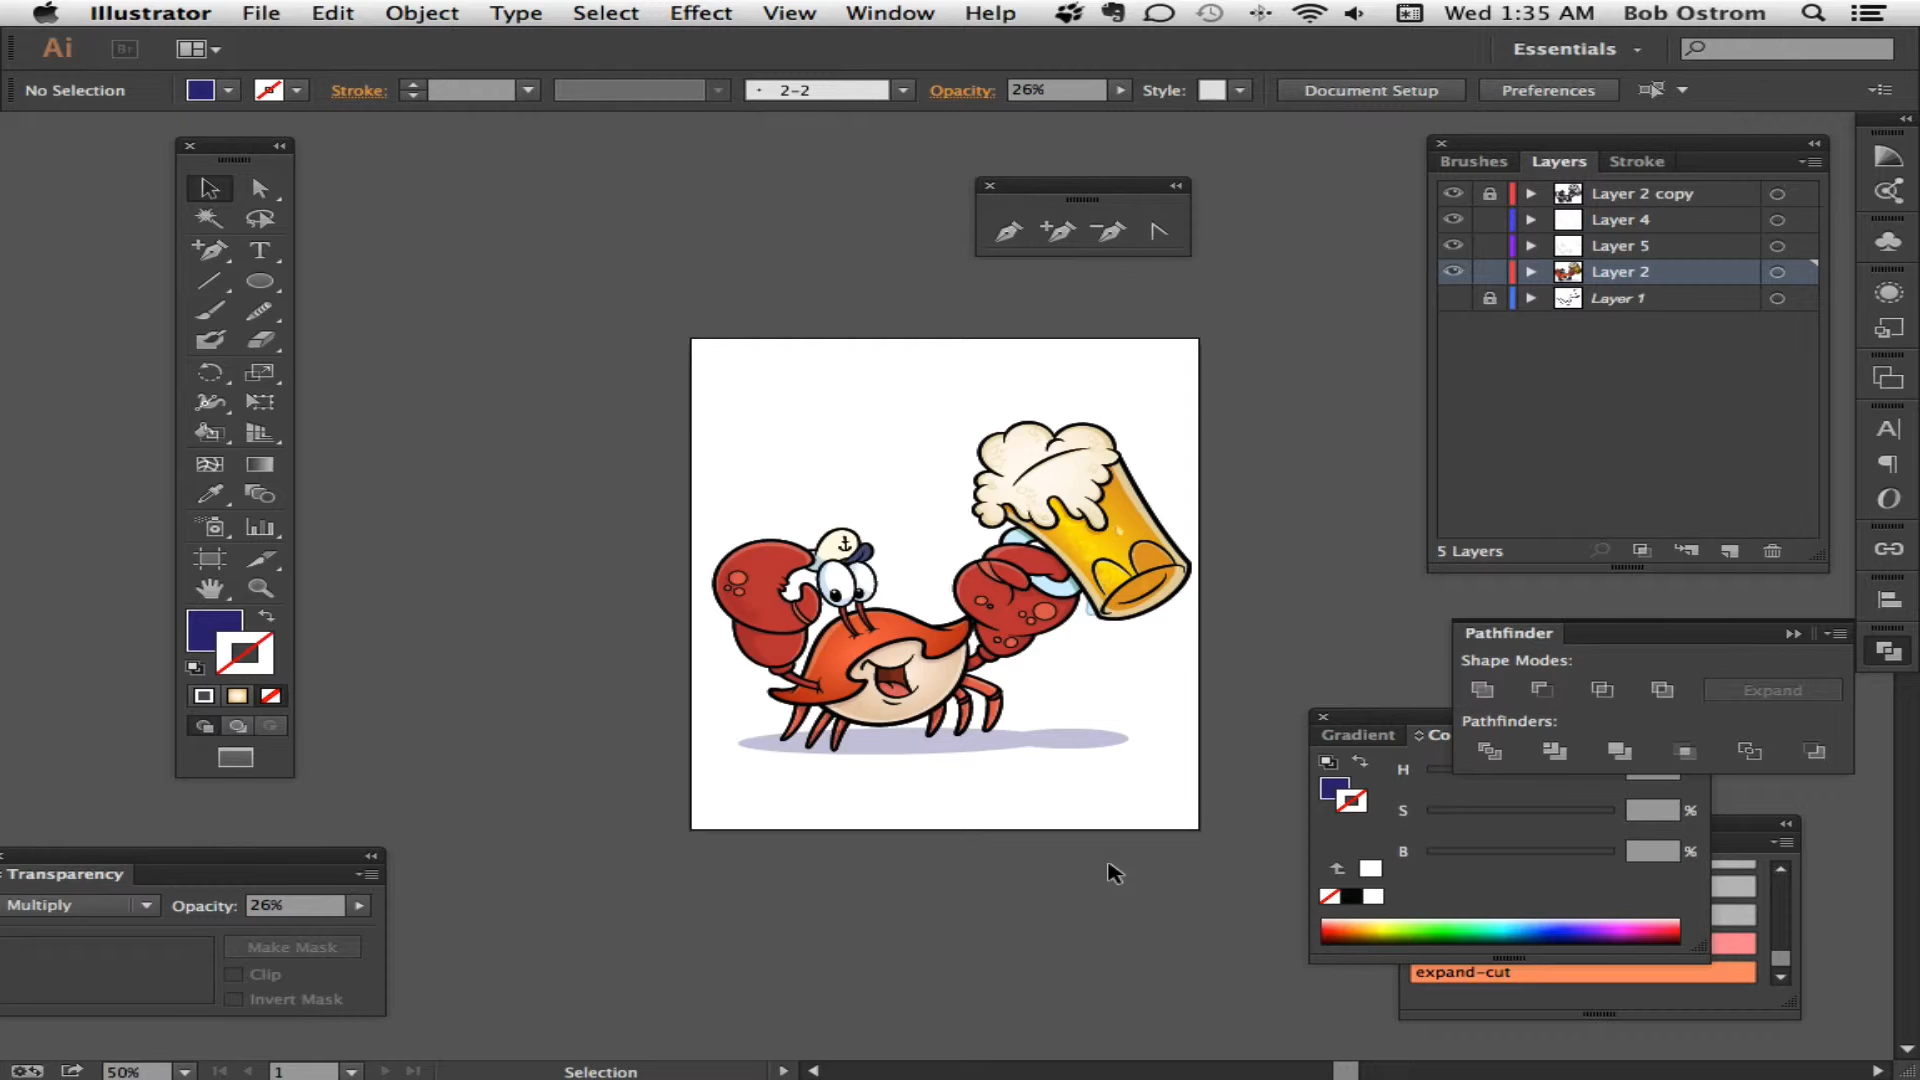 Illustrator File Edit Object Type Select Effect View Window Help Wed 1:35 AM Bob Ostrom
Ai Br Essentials
No Selection Stroke: 2-2 Opacity: 26% Style: Document Setup Preferences
Brushes Layers Stroke
Layer 2 copy
Layer 4
Layer 5
Layer 2
Layer 1
5 Layers
Pathfinder
Shape Modes:
Expand
Pathfinders:
Gradient Co
H
S %
B %
expand-cut
Transparency
Multiply Opacity: 26%
Make Mask
Clip
Invert Mask
50% 1 Selection